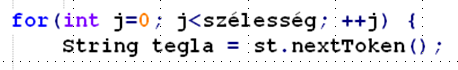 for(int j=0; j<szélesség; ++j) {
String tegla = st.nextToken();